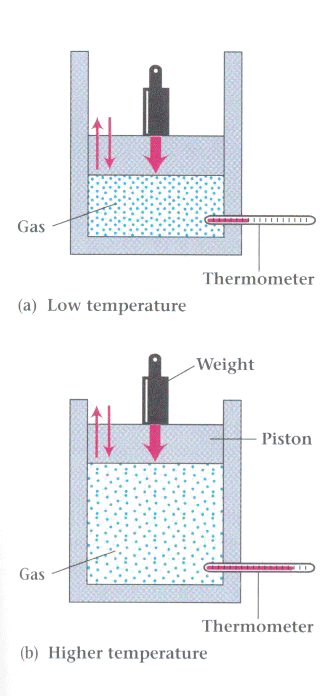 Gas
Thermometer
(a) Low temperature
Weight
Piston
Gas
Thermometer
(b) Higher temperature